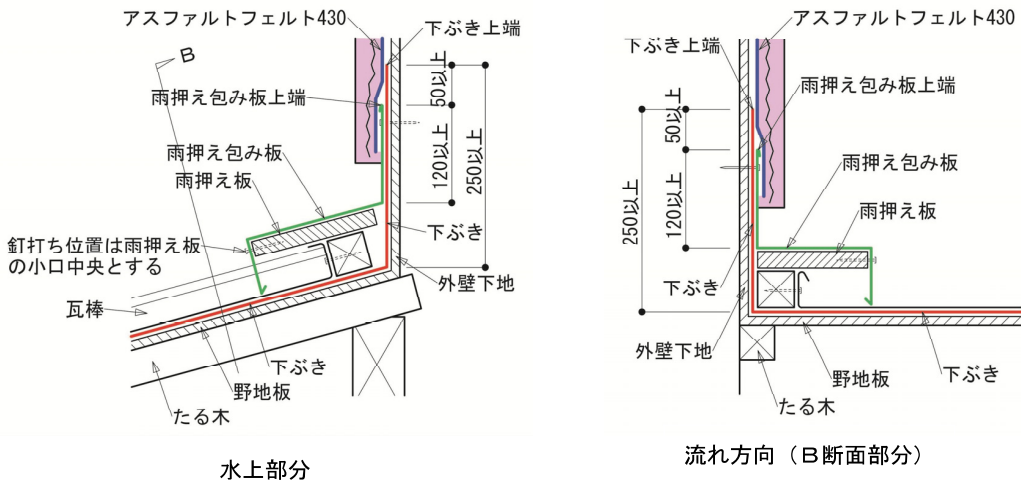 アスファルトフェルト430
下ぶき上端
B
雨押え包み板上端
50以上
120以上
250以上
雨押え包み板
雨押え板
釘打ち位置は雨押え板
の小口中央とする
下ぶき
外壁下地
瓦棒
下ぶき
野地板
たる木
水上部分
アスファルトフェルト430
下ぶき上端
雨押え包み板上端
50以上
120以上
250以上
雨押え包み板
雨押え板
下ぶき
外壁下地
野地板
下ぶき
たる木
流れ方向（B断面部分）